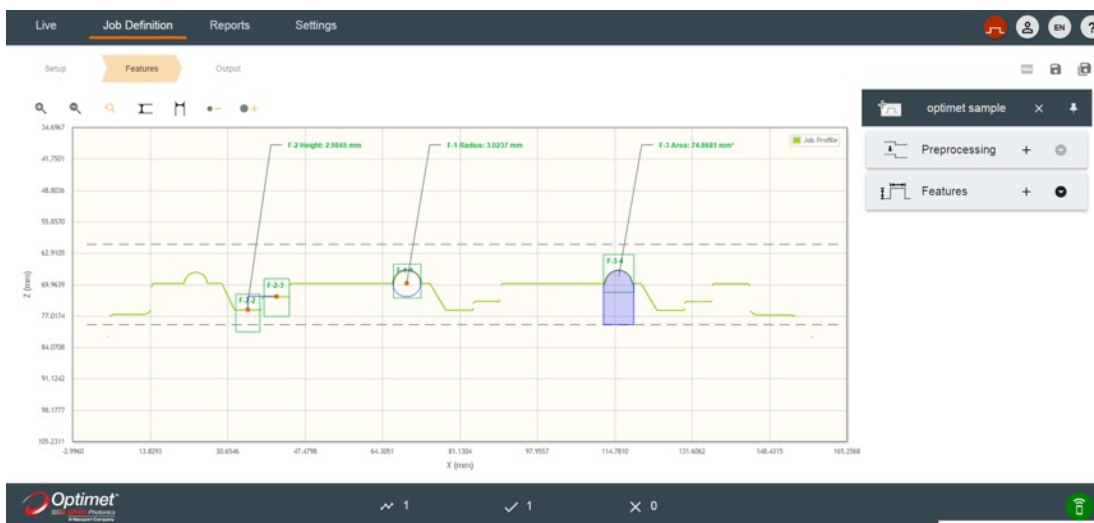 Live Job Definition Reports Settings EN ?
Setup Features Output
optimet sample
Preprocessing +
Features +
34.6967
41.7501
48.8036
55.8570
62.9105
69.9639
77.0174
84.0708
91.1242
98.1777
105.2311
Z (mm)
F-2 Height: 2.9845 mm F-1 Radius: 3.0237 mm F-3 Area: 74.8681 mm²
Job Profile
F-1-1 F-3-4
F-2-2 F-2-3
-2.9960 13.8293 30.6546 47.4798 64.3051 81.1304 97.9557 114.7810 131.6062 148.4315 165.2568
X (mm)
Optimet™
Photonics
A Newport Company
1 1 0